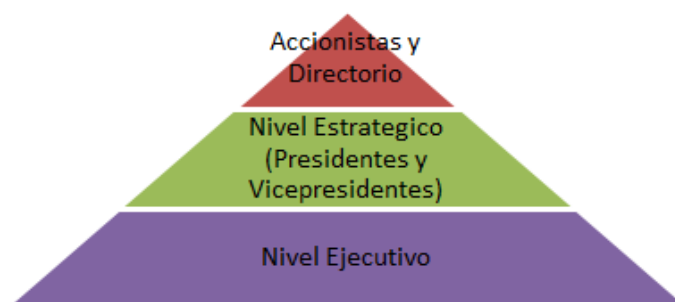 Accionistas y
Directorio
Nivel Estrategico
(Presidentes y
Vicepresidentes)
Nivel Ejecutivo